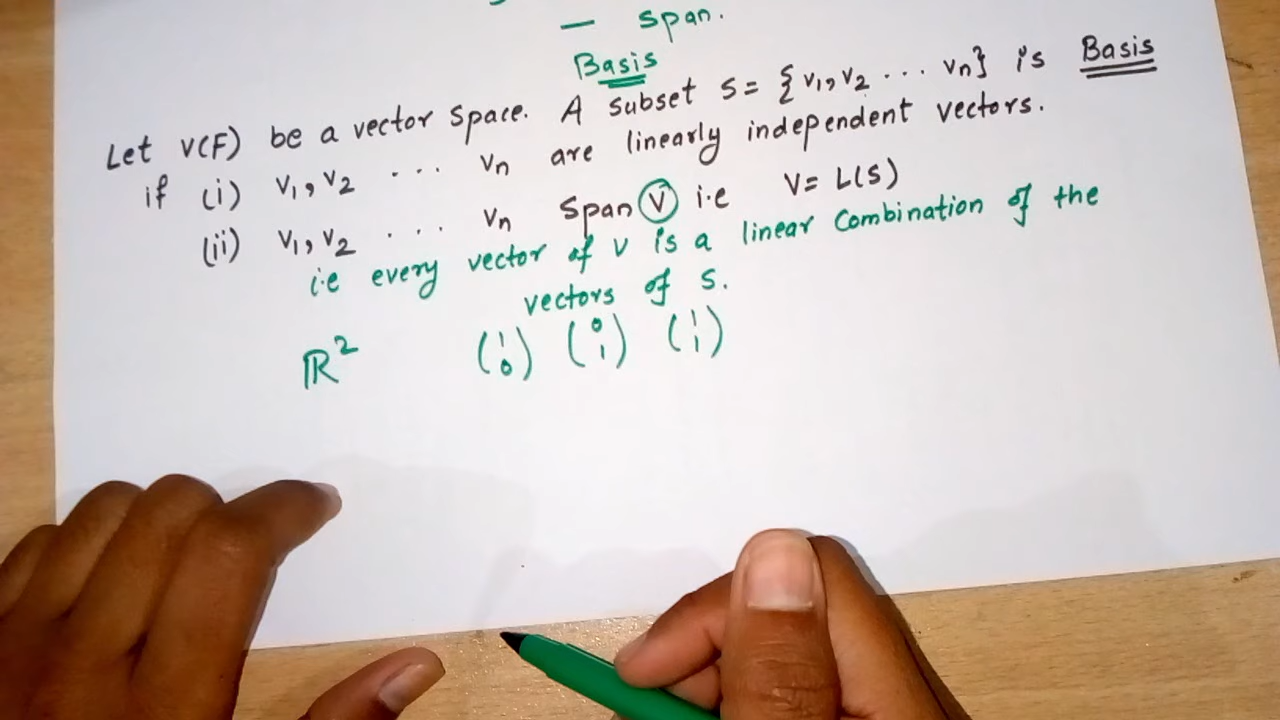 — span.
Basis
Let V(F) be a vector space. A subset S = {v₁, v₂ ... vₙ} is Basis
if (i) v₁, v₂ ... vₙ are linearly independent vectors.
(ii) v₁, v₂ ... vₙ span V i.e V = L(S)
i.e every vector of V is a linear combination of the
vectors of S.
ℝ² (1 0) (0 1) (1 1)